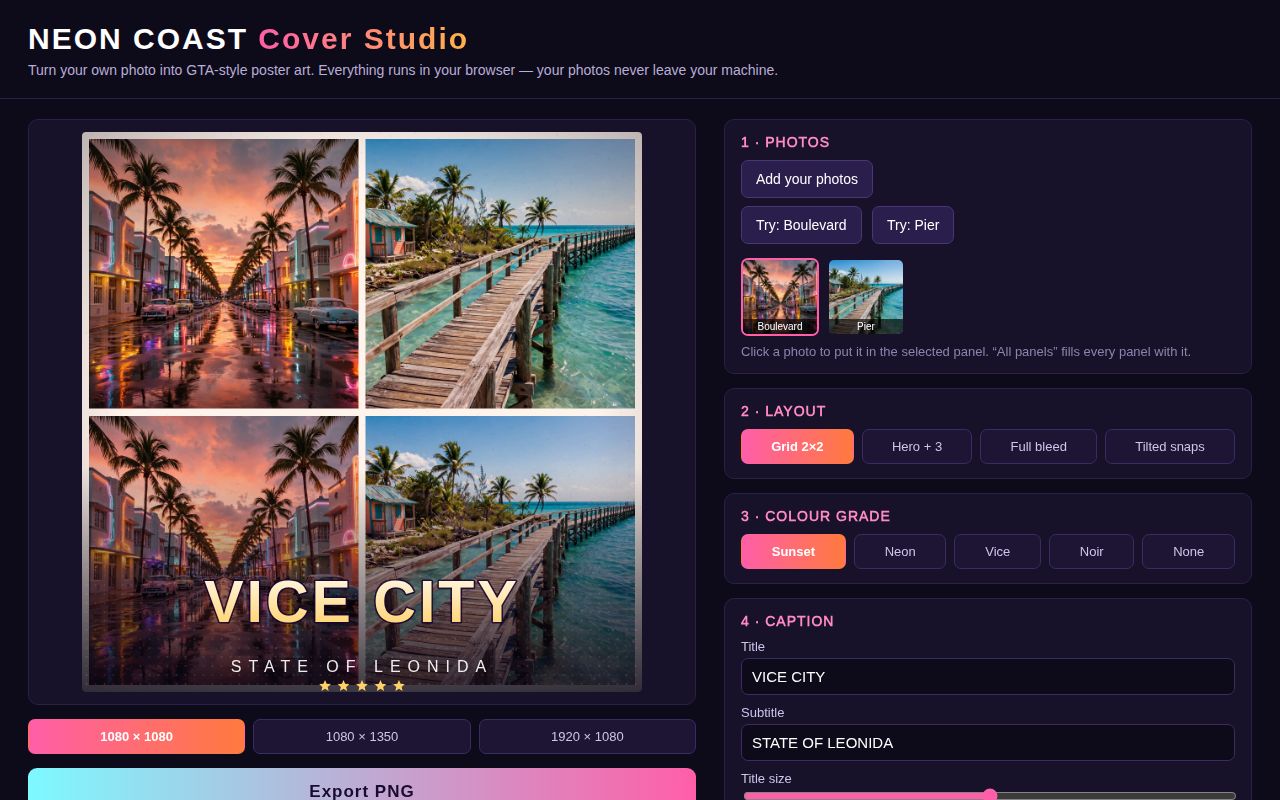 NEON COAST Cover Studio
Turn your own photo into GTA-style poster art. Everything runs in your browser — your photos never leave your machine.
VICE CITY
STATE OF LEONIDA
1080 × 1080
1080 × 1350
1920 × 1080
Export PNG
1 · PHOTOS
Add your photos
Try: Boulevard
Try: Pier
Boulevard
Pier
Click a photo to put it in the selected panel. “All panels” fills every panel with it.
2 · LAYOUT
Grid 2×2
Hero + 3
Full bleed
Tilted snaps
3 · COLOUR GRADE
Sunset
Neon
Vice
Noir
None
4 · CAPTION
Title
VICE CITY
Subtitle
STATE OF LEONIDA
Title size